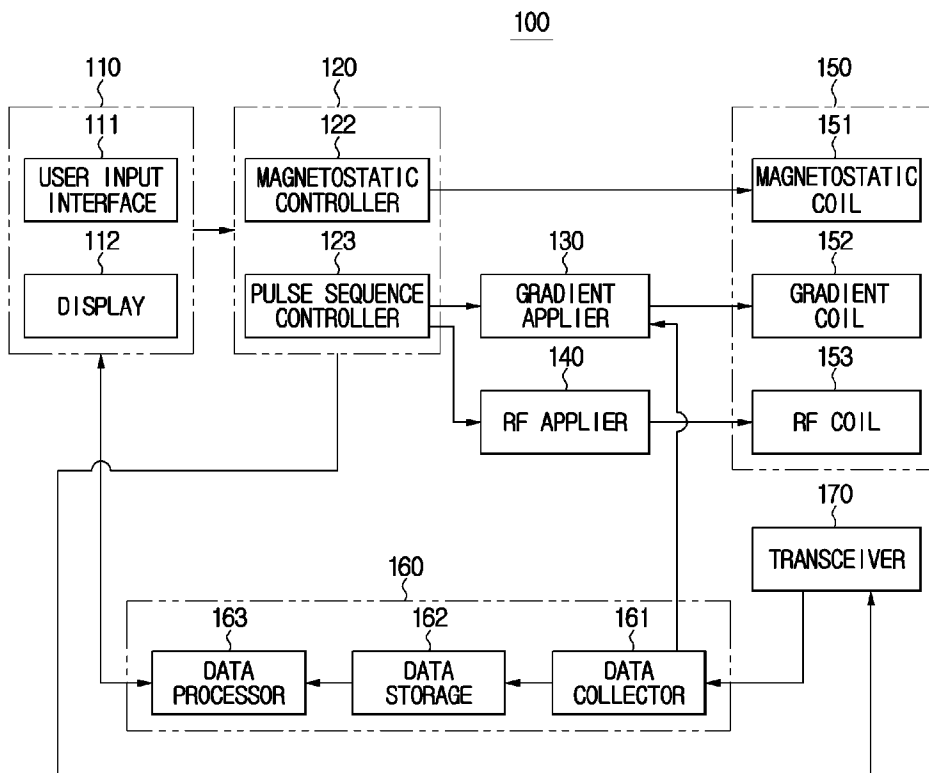 100
110
120
150
111
122
151
USER INPUT
INTERFACE
MAGNETOSTATIC
CONTROLLER
MAGNETOSTATIC
COIL
112
123
130
152
DISPLAY
PULSE SEQUENCE
CONTROLLER
GRADIENT
APPLIER
GRADIENT COIL
140
153
RF APPLIER
RF COIL
170
TRANSCEIVER
160
163
162
161
DATA
PROCESSOR
DATA
STORAGE
DATA
COLLECTOR